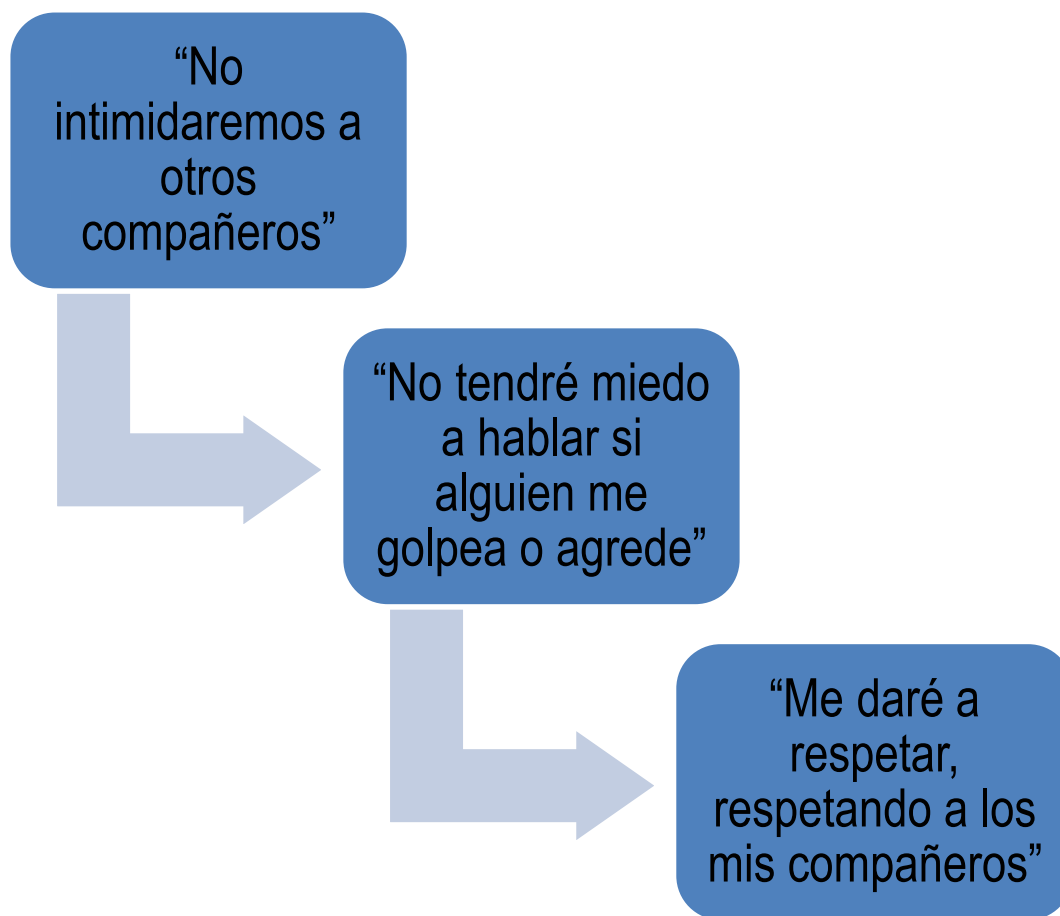 “No
intimidaremos a
otros
compañeros”
“No tendré miedo
a hablar si
alguien me
golpea o agrede”
“Me daré a
respetar,
respetando a los
mis compañeros”